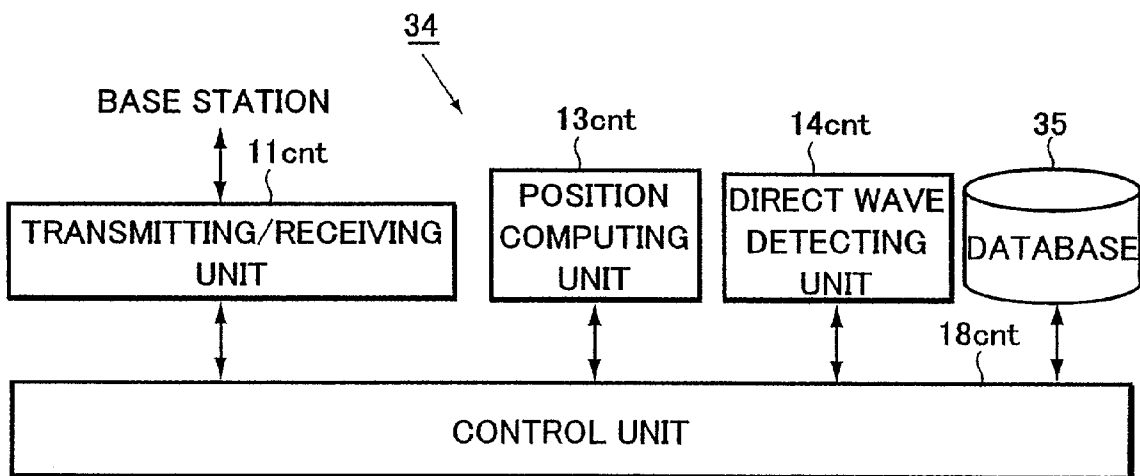 34
BASE STATION
11cnt
13cnt
14cnt
35
TRANSMITTING/RECEIVING
UNIT
POSITION
COMPUTING
UNIT
DIRECT WAVE
DETECTING
UNIT
DATABASE
18cnt
CONTROL UNIT